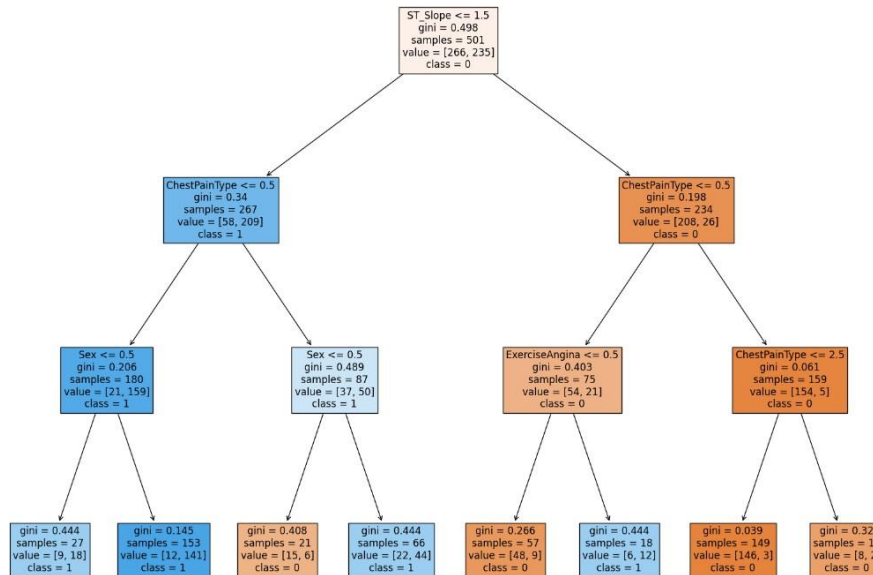 ST_Slope <= 1.5
gini = 0.498
samples = 501
value = [266, 235]
class = 0
ChestPainType <= 0.5
gini = 0.34
samples = 267
value = [58, 209]
class = 1
ChestPainType <= 0.5
gini = 0.198
samples = 234
value = [208, 26]
class = 0
Sex <= 0.5
gini = 0.206
samples = 180
value = [21, 159]
class = 1
Sex <= 0.5
gini = 0.489
samples = 87
value = [37, 50]
class = 1
ExerciseAngina <= 0.5
gini = 0.403
samples = 75
value = [54, 21]
class = 0
ChestPainType <= 2.5
gini = 0.061
samples = 159
value = [154, 5]
class = 0
gini = 0.444
samples = 27
value = [9, 18]
class = 1
gini = 0.145
samples = 153
value = [12, 141]
class = 1
gini = 0.408
samples = 21
value = [15, 6]
class = 0
gini = 0.444
samples = 66
value = [22, 44]
class = 1
gini = 0.266
samples = 57
value = [48, 9]
class = 0
gini = 0.444
samples = 18
value = [6, 12]
class = 1
gini = 0.039
samples = 149
value = [146, 3]
class = 0
gini = 0.32
samples = 1
value = [8,
class = 0